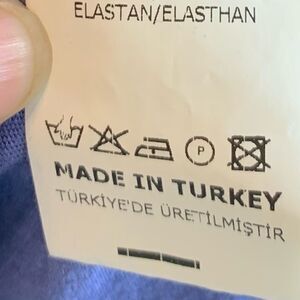 ELASTAN/ELASTHAN
P
MADE IN TURKEY
TÜRKİYE'DE ÜRETİLMİŞTİR